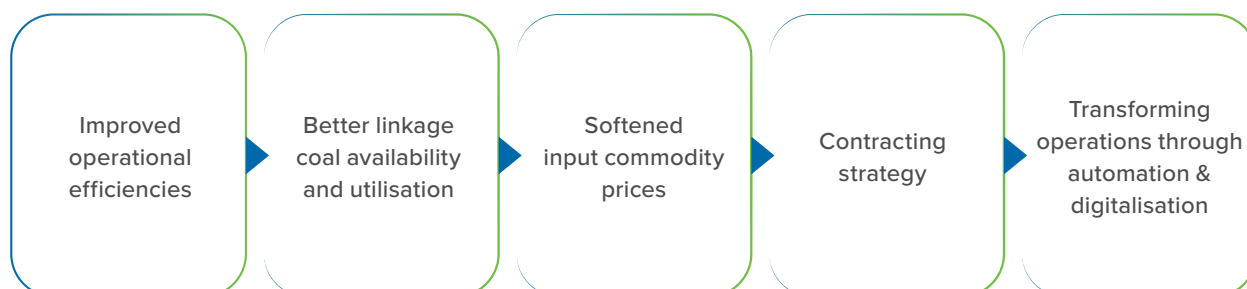 Improved
operational
efficiencies
Better linkage
coal availability
and utilisation
Softened
input commodity
prices
Contracting
strategy
Transforming
operations through
automation &
digitalisation